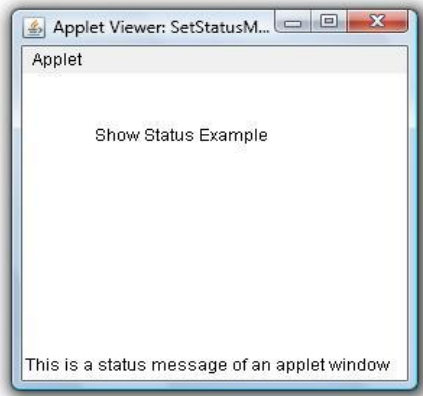 Applet Viewer: SetStatusM...
Applet
Show Status Example
This is a status message of an applet window